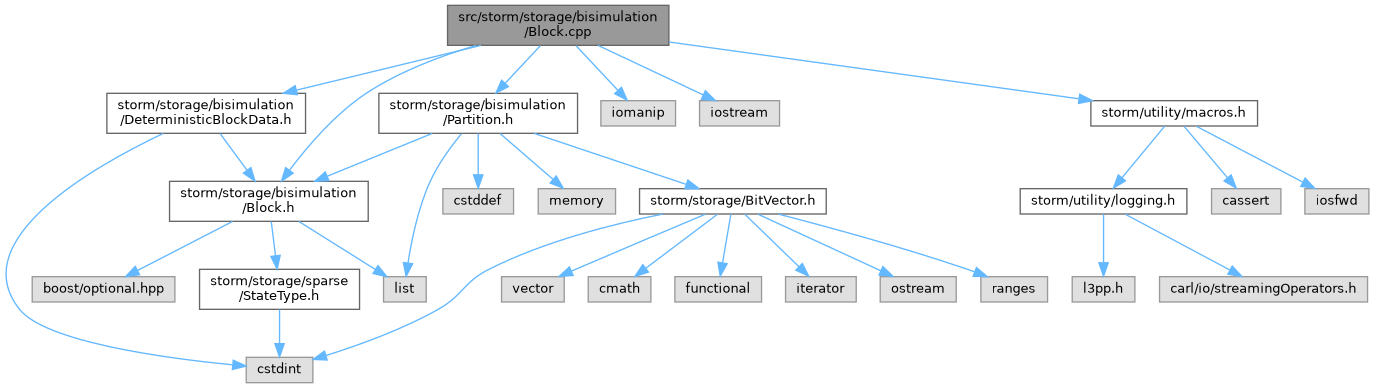 src/storm/storage/bisimulation
/Block.cpp
storm/storage/bisimulation
/DeterministicBlockData.h
storm/storage/bisimulation
/Partition.h
iomanip
iostream
storm/utility/macros.h
storm/storage/bisimulation
/Block.h
cstddef
memory
storm/storage/BitVector.h
storm/utility/logging.h
cassert
iosfwd
boost/optional.hpp
storm/storage/sparse
/StateType.h
list
vector
cmath
functional
iterator
ostream
ranges
l3pp.h
carl/io/streamingOperators.h
cstdint